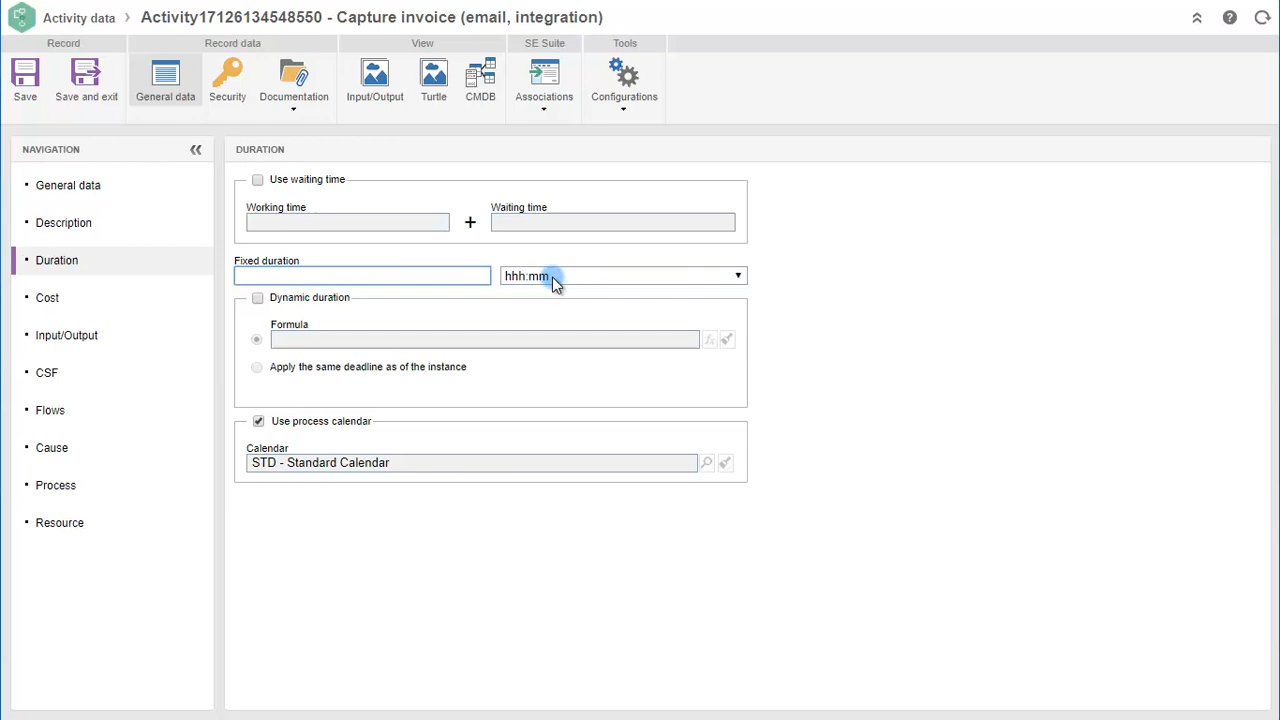 Activity data › Activity17126134548550 - Capture invoice (email, integration)
Record Record data View SE Suite Tools
Save Save and exit General data Security Documentation Input/Output Turtle CMDB Associations Configurations
NAVIGATION
General data
Description
Duration
Cost
Input/Output
CSF
Flows
Cause
Process
Resource
DURATION
Use waiting time
Working time Waiting time
+
Fixed duration
hhh:mm
Dynamic duration
Formula
Apply the same deadline as of the instance
Use process calendar
Calendar
STD - Standard Calendar